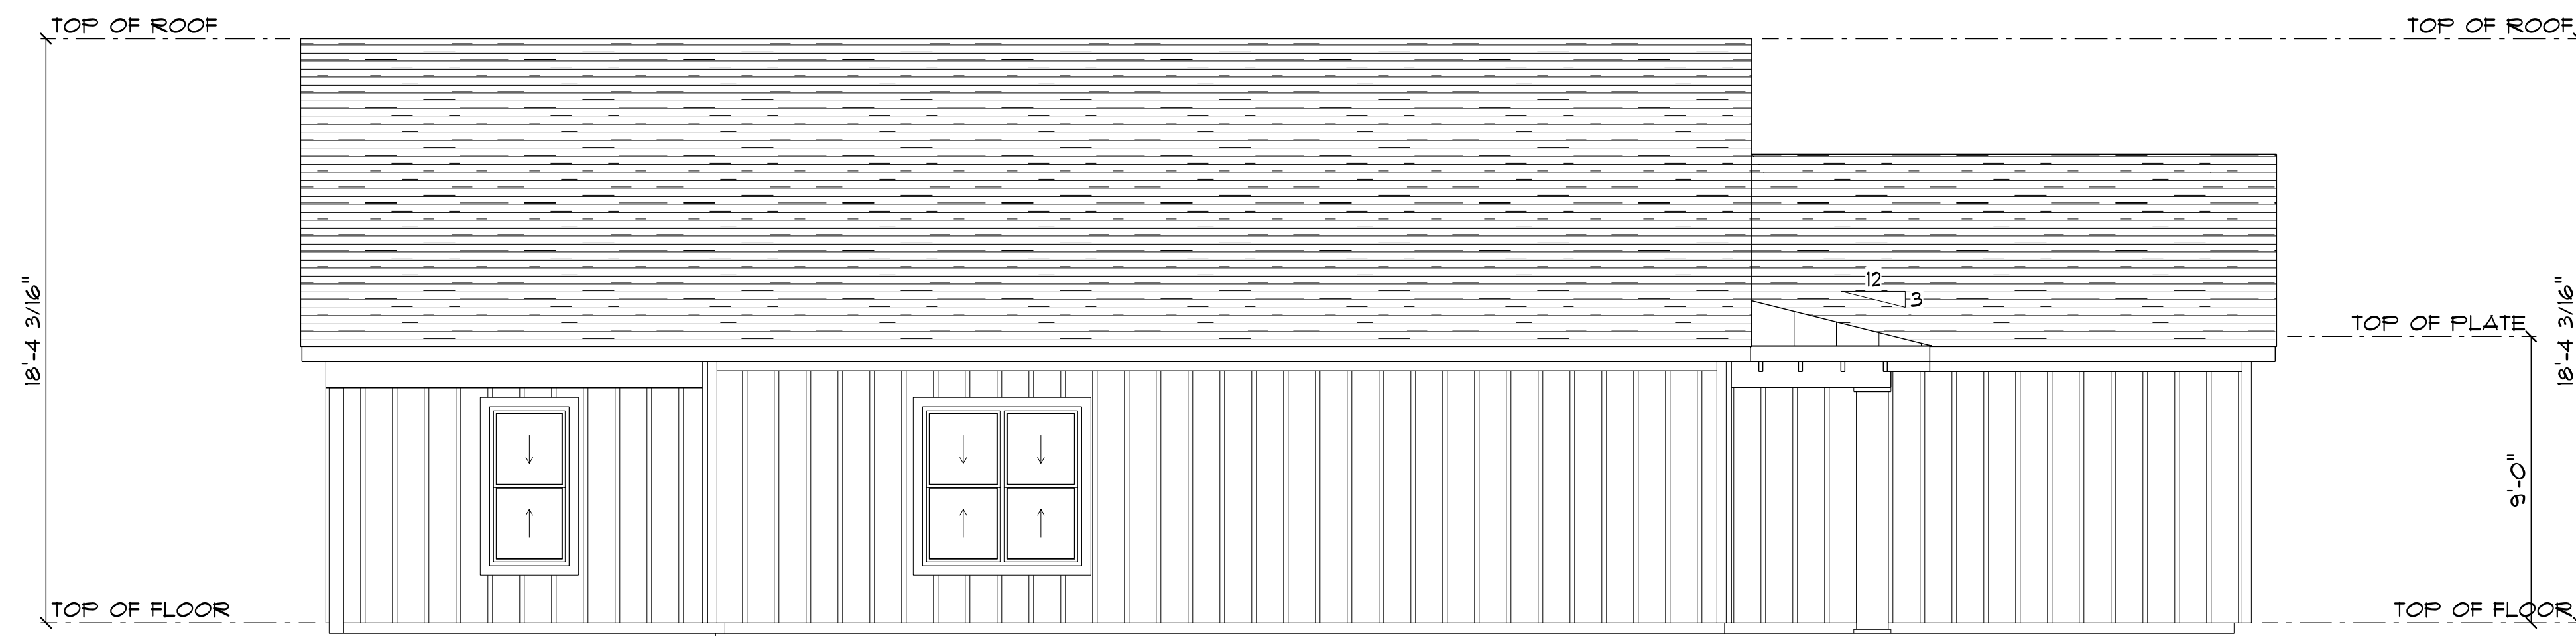 TOP OF ROOF
TOP OF ROOF
12
3
TOP OF PLATE
18'-4 3/16"
18'-4 3/16"
9'-0"
TOP OF FLOOR
TOP OF FLOOR